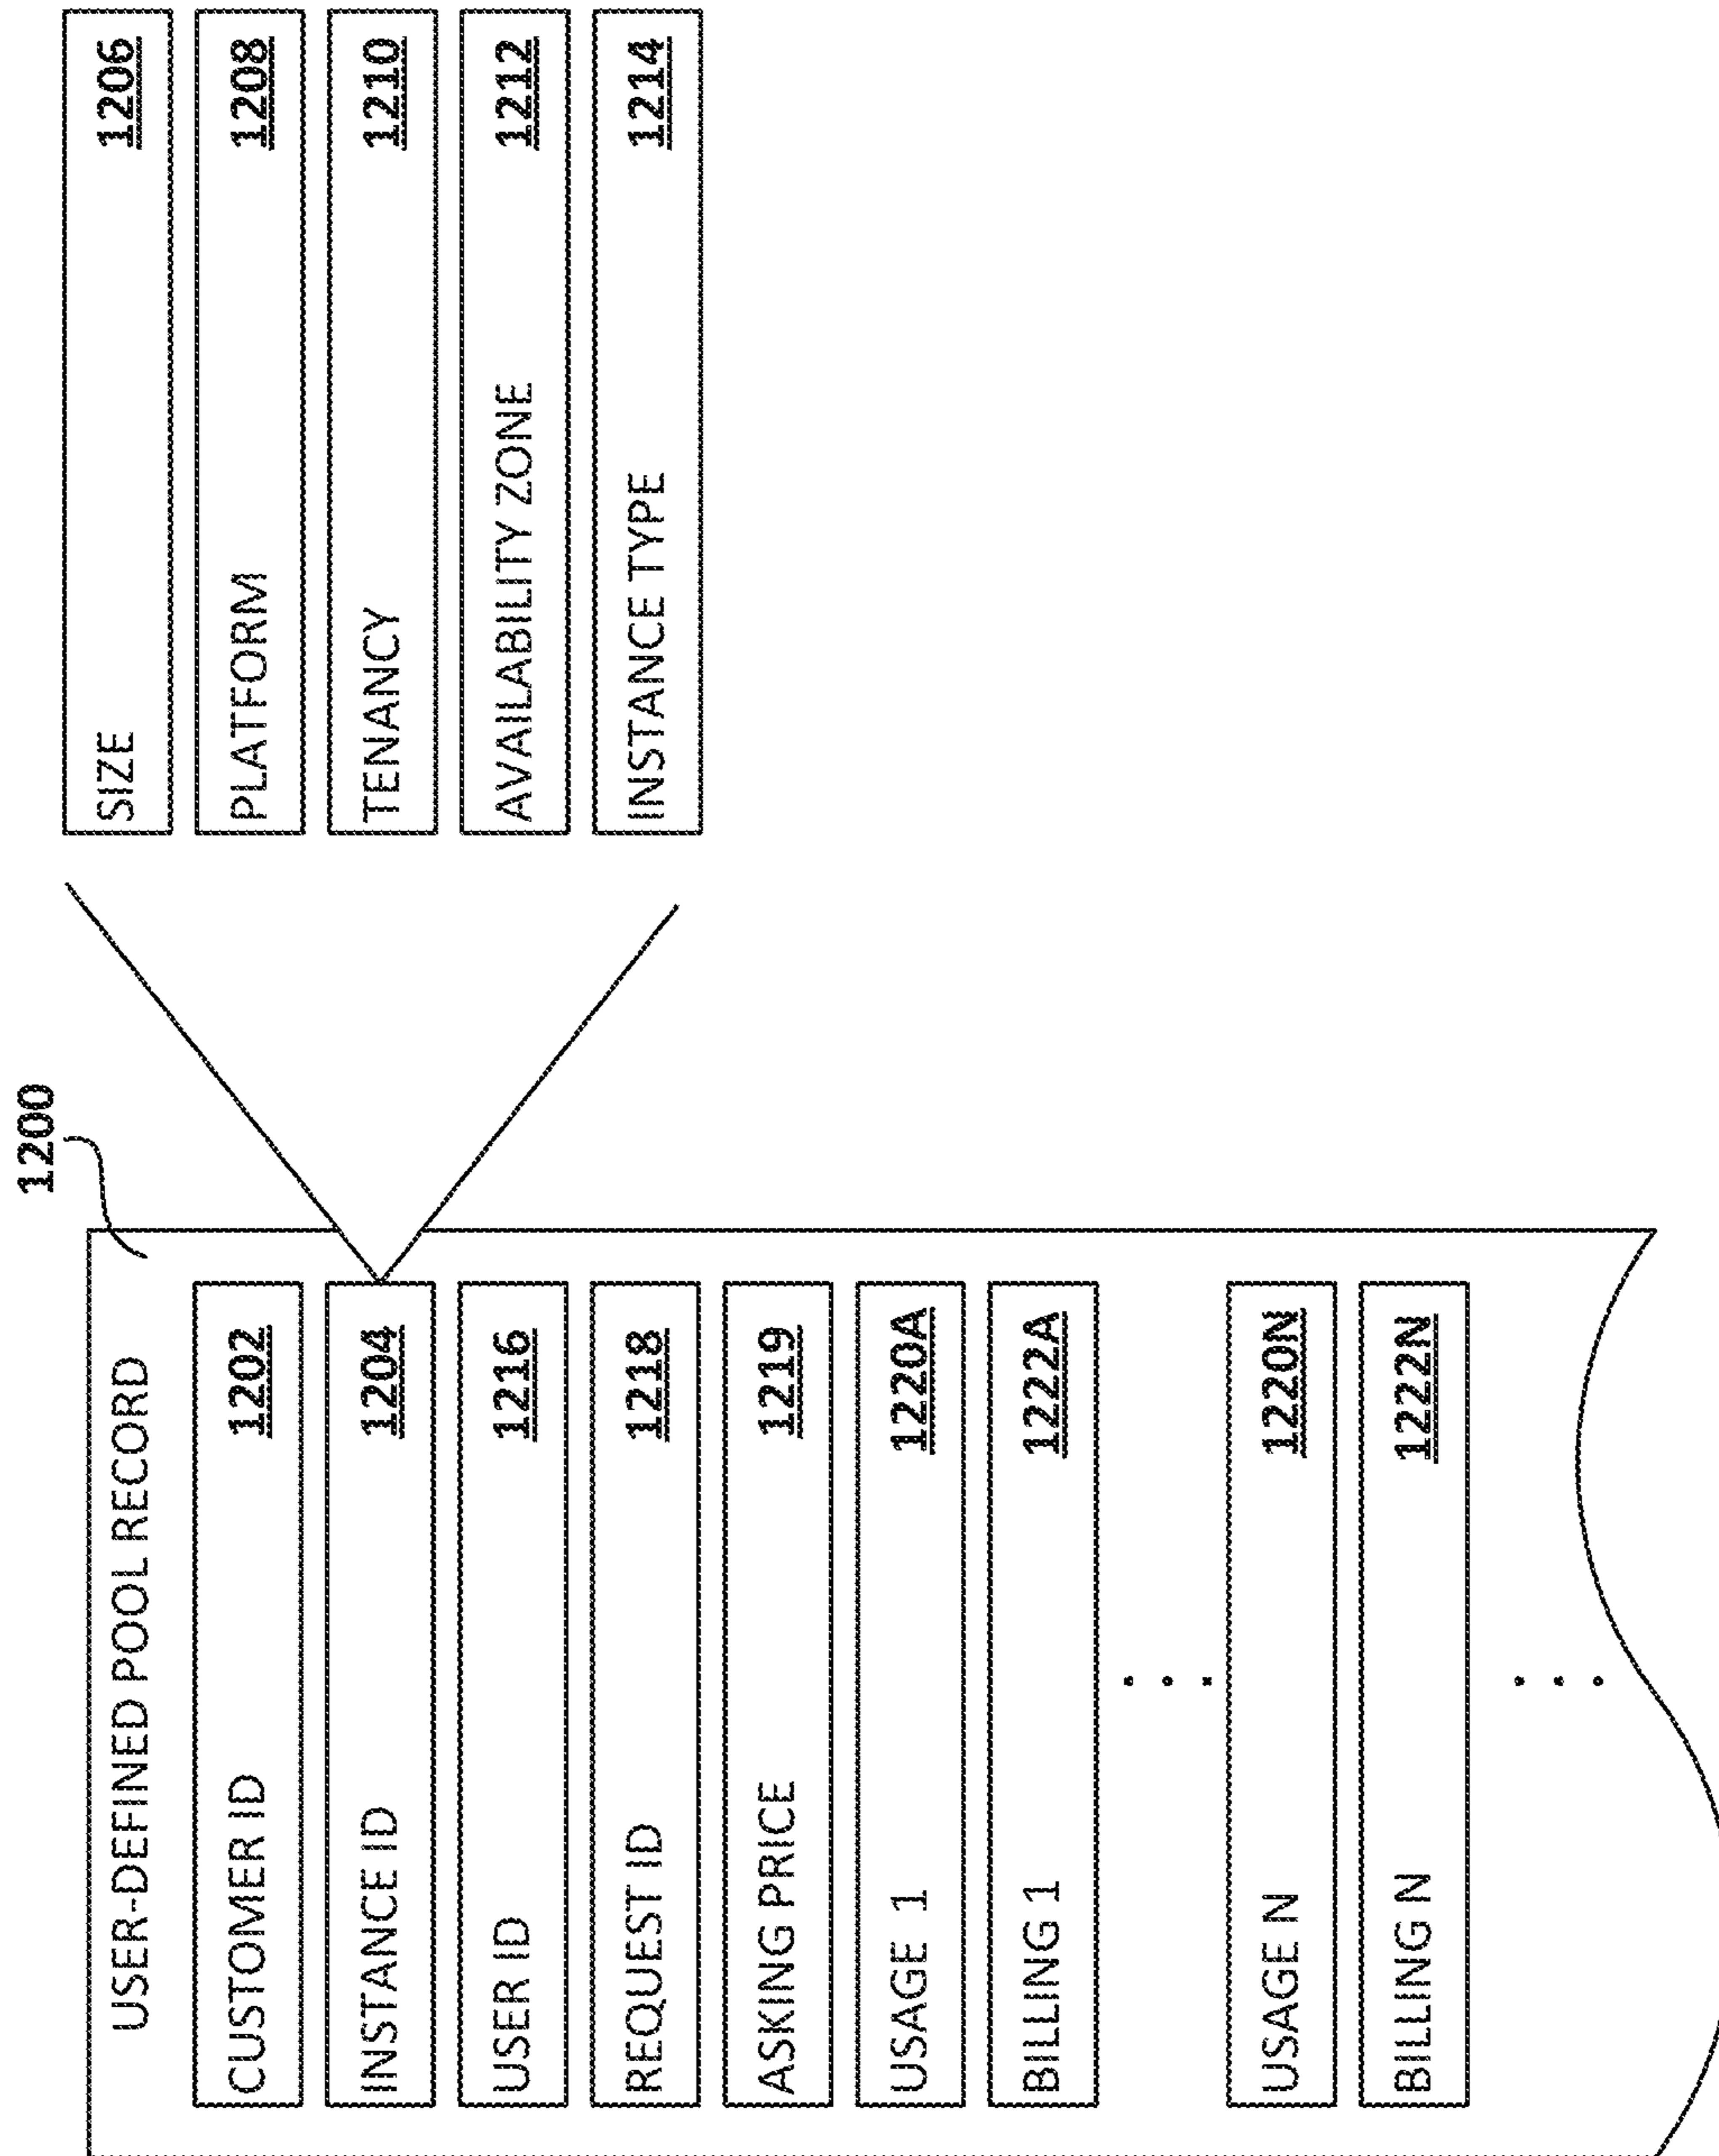 1200
USER-DEFINED POOL RECORD
CUSTOMER ID 1202
INSTANCE ID 1204
USER ID 1216
REQUEST ID 1218
ASKING PRICE 1219
USAGE 1 1220A
BILLING 1 1222A
. . .
USAGE N 1220N
BILLING N 1222N
. . .
SIZE 1206
PLATFORM 1208
TENANCY 1210
AVAILABILITY ZONE 1212
INSTANCE TYPE 1214